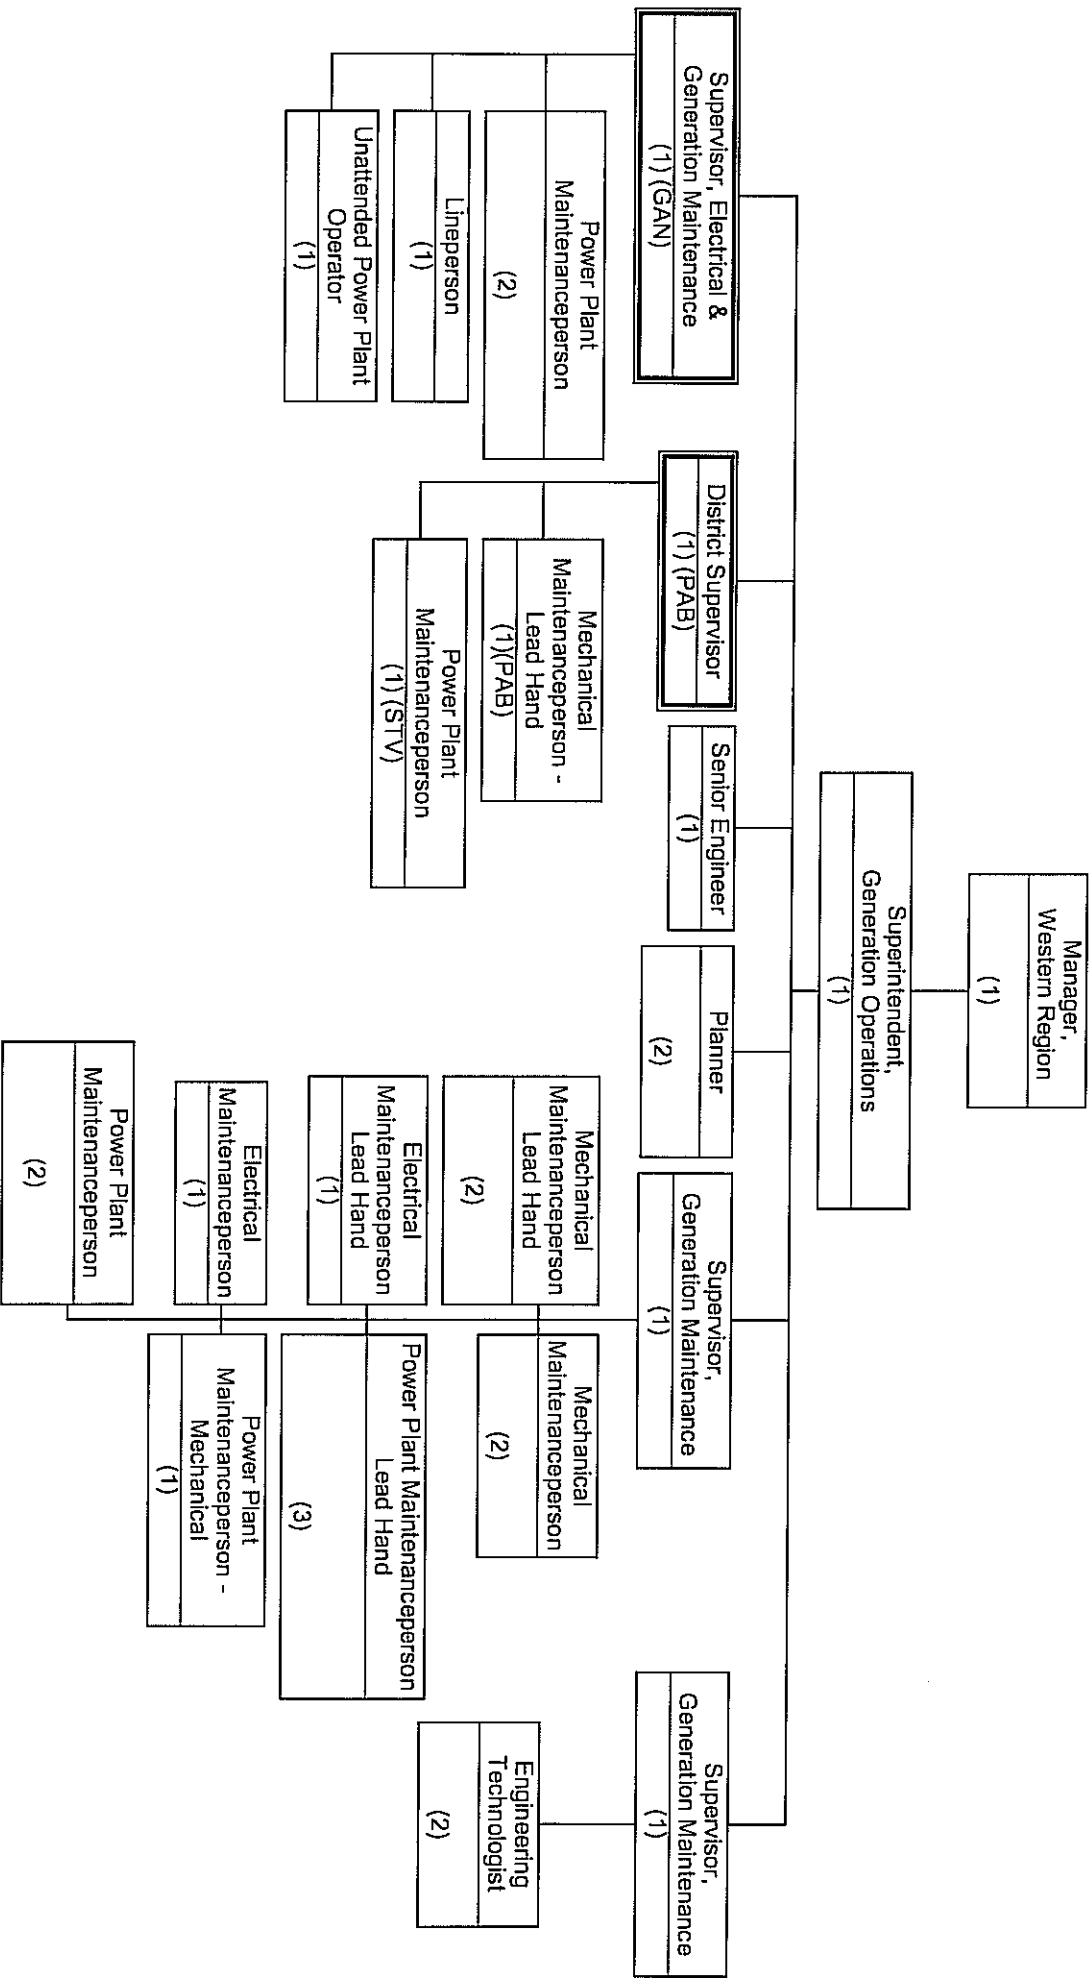 Manager,
Western Region
(1)
Superintendent,
Generation Operations
(1)
Supervisor, Electrical &
Generation Maintenance
(1) (GAN)
District Supervisor
(1) (PAB)
Senior Engineer
(1)
Planner
(2)
Supervisor,
Generation Maintenance
(1)
Supervisor,
Generation Maintenance
(1)
Power Plant
Maintenanceperson
(2)
Lineperson
(1)
Unattended Power Plant
Operator
(1)
Mechanical
Maintenanceperson -
Lead Hand
(1)(PAB)
Power Plant
Maintenanceperson
(1) (STV)
Mechanical
Maintenanceperson
Lead Hand
(2)
Mechanical
Maintenanceperson
(2)
Electrical
Maintenanceperson
Lead Hand
(1)
Power Plant Maintenanceperson
Lead Hand
(3)
Electrical
Maintenanceperson
(1)
Power Plant
Maintenanceperson -
Mechanical
(1)
Power Plant
Maintenanceperson
(2)
Engineering
Technologist
(2)